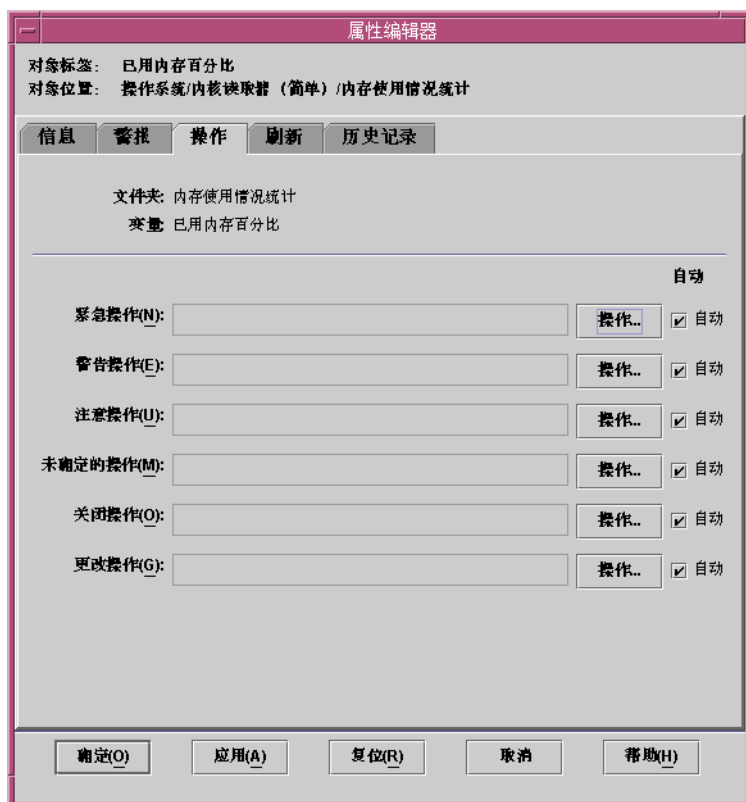 属性编辑器
对象标签： 已用内存百分比
对象位置： 操作系统/内核读取器（简单）/内存使用情况统计
信息 警报 操作 刷新 历史记录
文件夹: 内存使用情况统计
变量: 已用内存百分比
自动
紧急操作(N): 操作... 自动
警告操作(E): 操作... 自动
注意操作(U): 操作... 自动
未确定的操作(M): 操作... 自动
关闭操作(O): 操作... 自动
更改操作(G): 操作... 自动
确定(O) 应用(A) 复位(R) 取消 帮助(H)